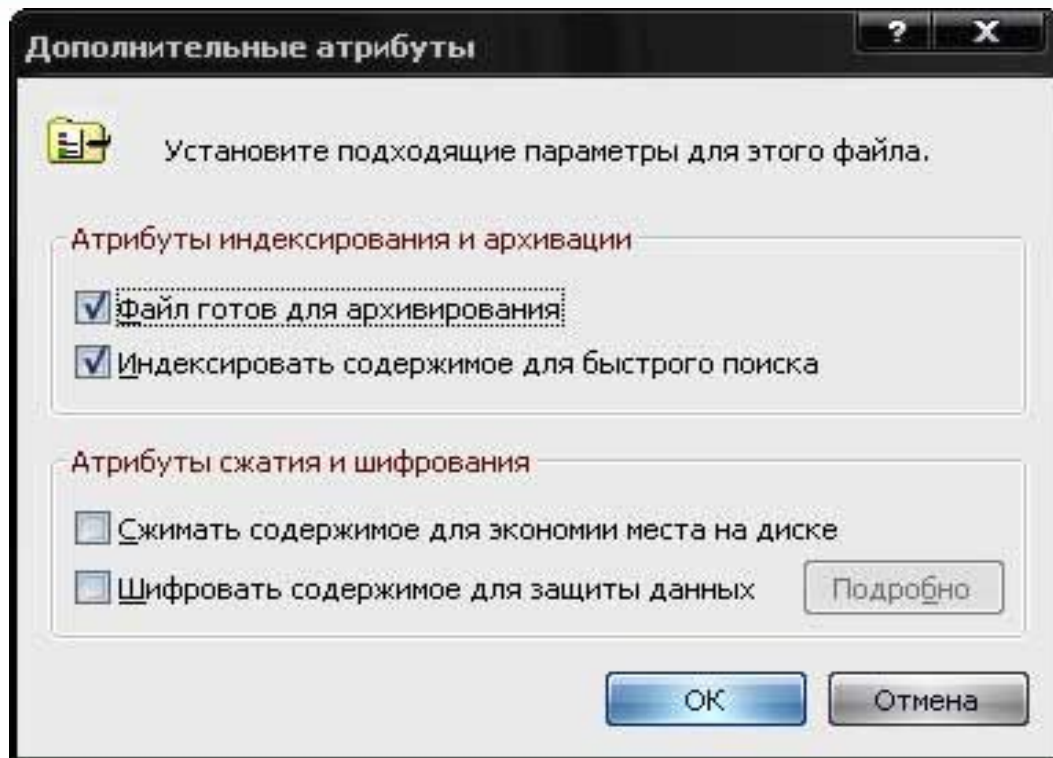 Дополнительные атрибуты
Установите подходящие параметры для этого файла.
Атрибуты индексирования и архивации
Файл готов для архивирования
Индексировать содержимое для быстрого поиска
Атрибуты сжатия и шифрования
Сжимать содержимое для экономии места на диске
Шифровать содержимое для защиты данных
Подробно
ОК
Отмена